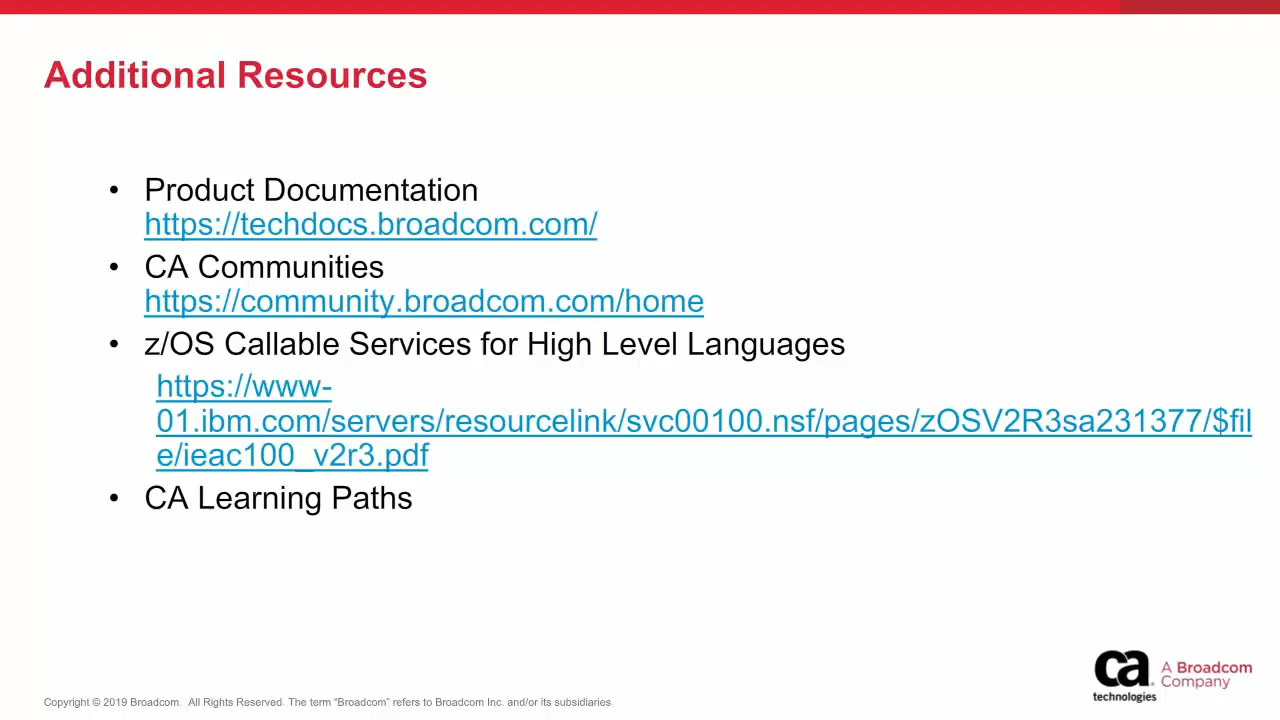 Additional Resources
• Product Documentation
https://techdocs.broadcom.com/
• CA Communities
https://community.broadcom.com/home
• z/OS Callable Services for High Level Languages
https://www-
01.ibm.com/servers/resourcelink/svc00100.nsf/pages/zOSV2R3sa231377/$fil
e/ieac100_v2r3.pdf
• CA Learning Paths
ca
technologies
A Broadcom
Company
Copyright © 2019 Broadcom. All Rights Reserved. The term “Broadcom” refers to Broadcom Inc. and/or its subsidiaries.